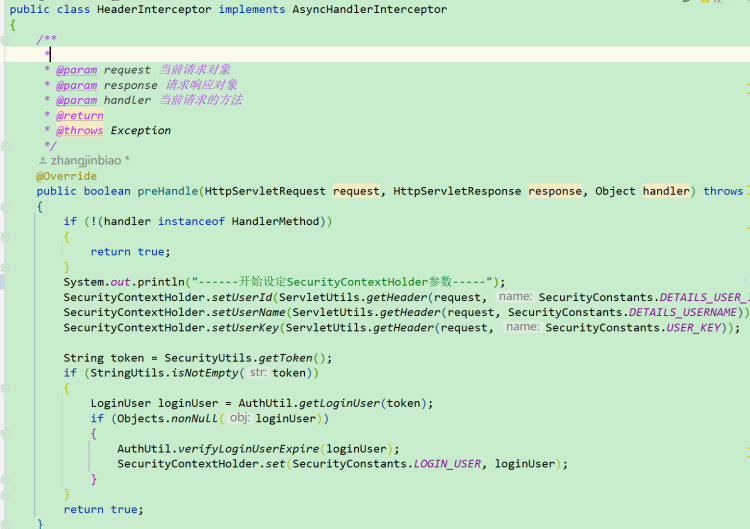 public class HeaderInterceptor implements AsyncHandlerInterceptor
{
/**
*
* @param request 当前请求对象
* @param response 请求响应对象
* @param handler 当前请求的方法
* @return
* @throws Exception
*/
zhangjinbiao *
@Override
public boolean preHandle(HttpServletRequest request, HttpServletResponse response, Object handler) throws
{
if (!(handler instanceof HandlerMethod))
{
return true;
}
System.out.println("------开始设定SecurityContextHolder参数-----");
SecurityContextHolder.setUserId(ServletUtils.getHeader(request, name: SecurityConstants.DETAILS_USER_
SecurityContextHolder.setUserName(ServletUtils.getHeader(request, SecurityConstants.DETAILS_USERNAME))
SecurityContextHolder.setUserKey(ServletUtils.getHeader(request, name: SecurityConstants.USER_KEY));
String token = SecurityUtils.getToken();
if (StringUtils.isNotEmpty( str: token))
{
LoginUser loginUser = AuthUtil.getLoginUser(token);
if (Objects.nonNull( obj: loginUser))
{
AuthUtil.verifyLoginUserExpire(loginUser);
SecurityContextHolder.set(SecurityConstants.LOGIN_USER, loginUser);
}
}
return true;
}